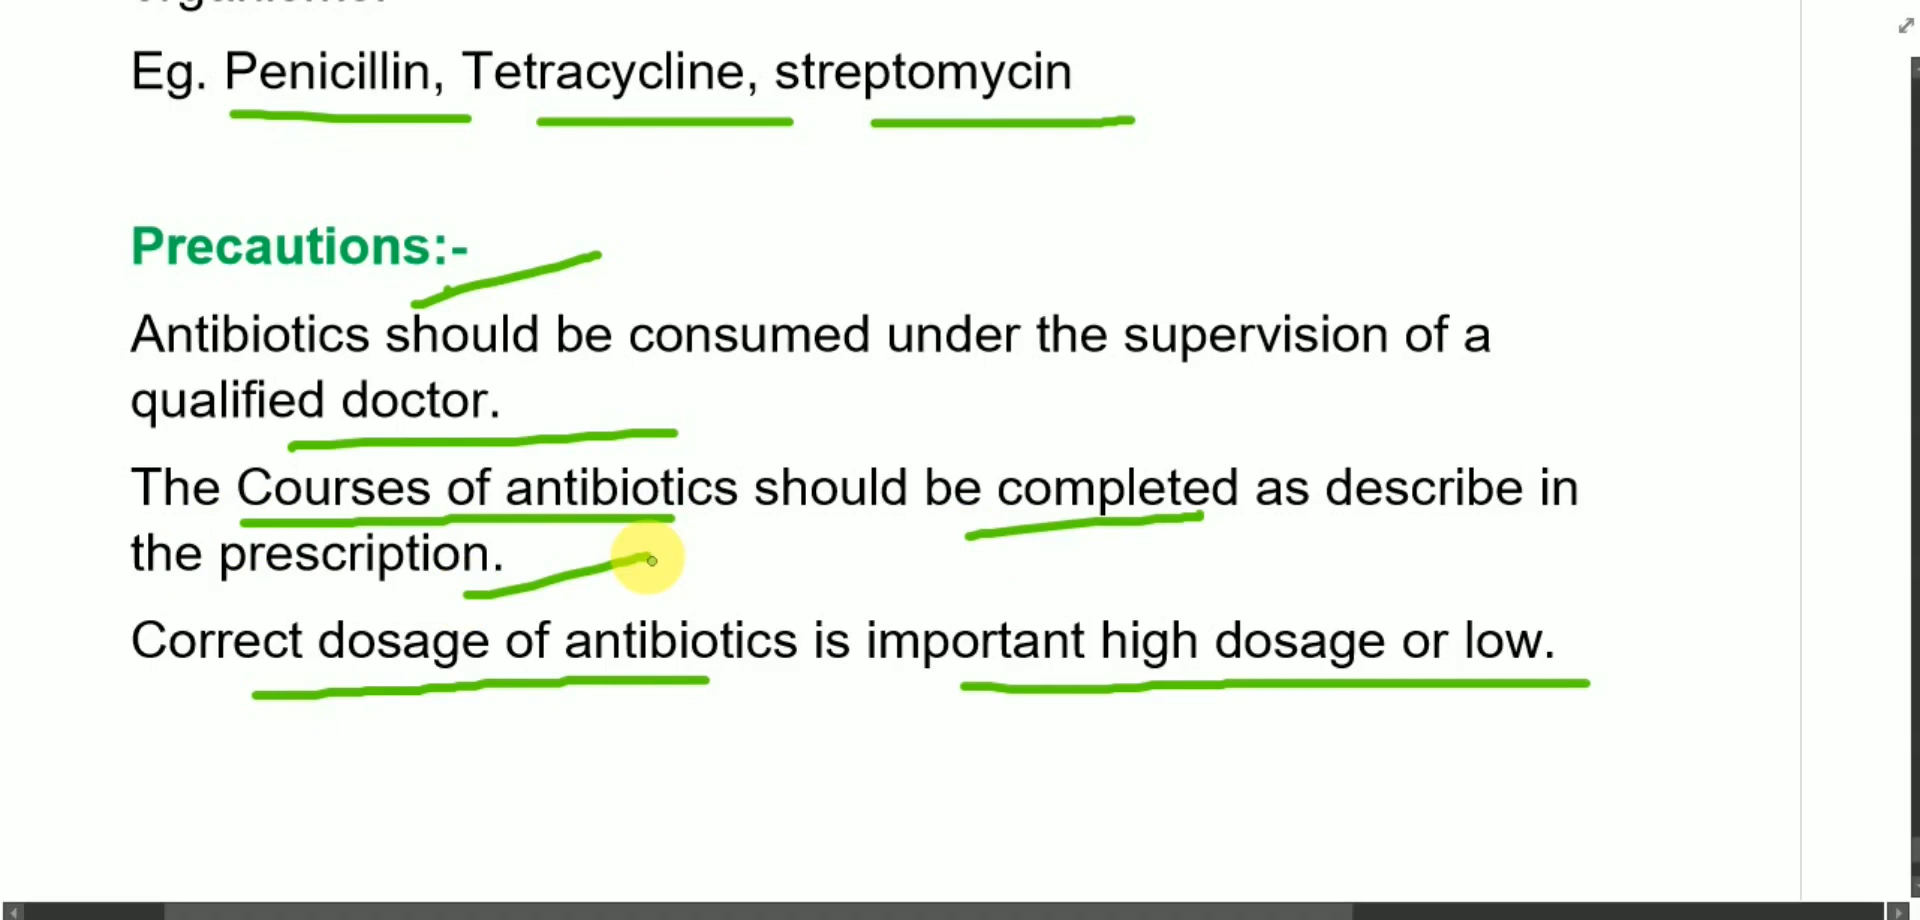 Eg. Penicillin, Tetracycline, streptomycin
Precautions:-
Antibiotics should be consumed under the supervision of a
qualified doctor.
The Courses of antibiotics should be completed as describe in
the prescription.
Correct dosage of antibiotics is important high dosage or low.